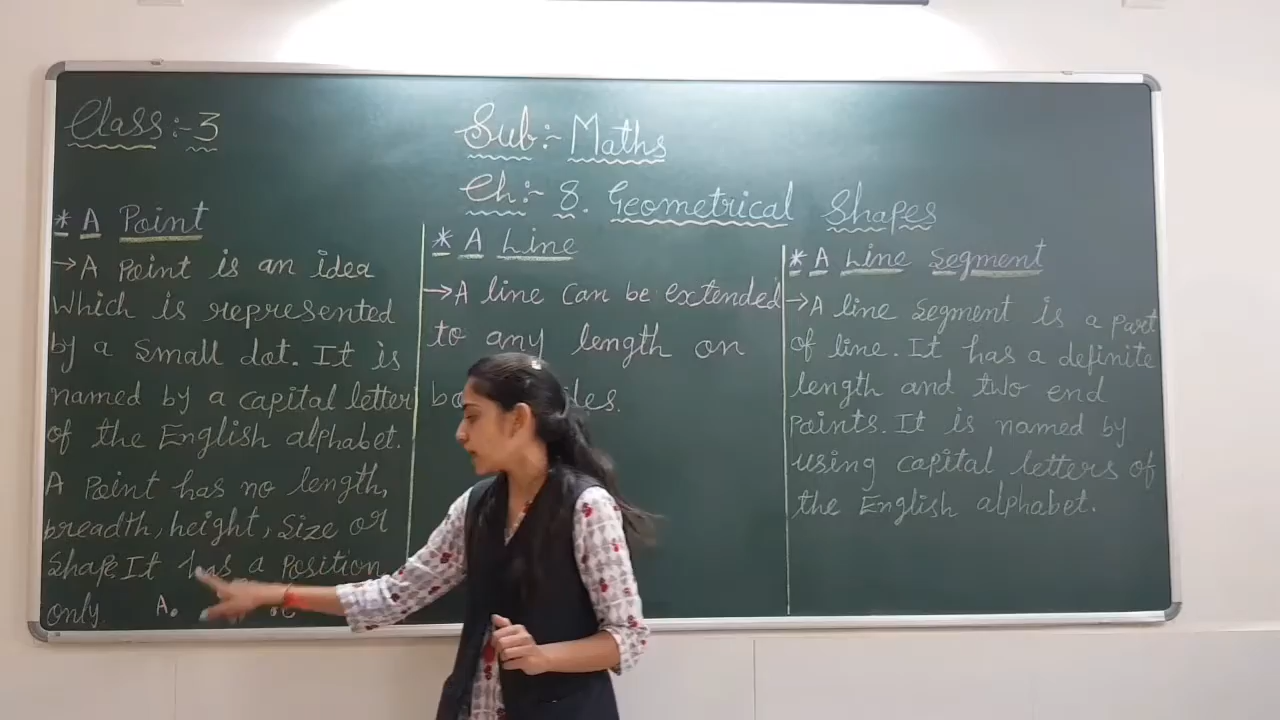 Class:- 3
Sub:- Maths
Ch:- 8. Geometrical Shapes
* A Point
→ A Point is an idea
Which is represented
by a Small dot. It is
named by a capital letter
of the English alphabet.
A Point has no length,
breadth, height, Size or
Shape. It has a Position
only.
A. .C
* A Line
→ A line can be extended
to any length on
* A Line Segment
→ A line Segment is a part
of line. It has a definite
length and two end
Paints. It is named by
using capital letters of
the English alphabet.